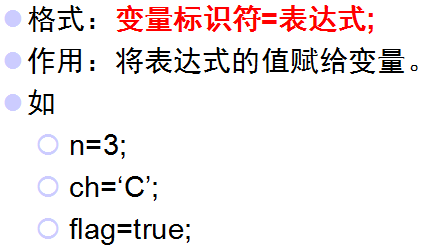 格式：变量标识符=表达式;
作用：将表达式的值赋给变量。
如
n=3;
ch=‘C’;
flag=true;